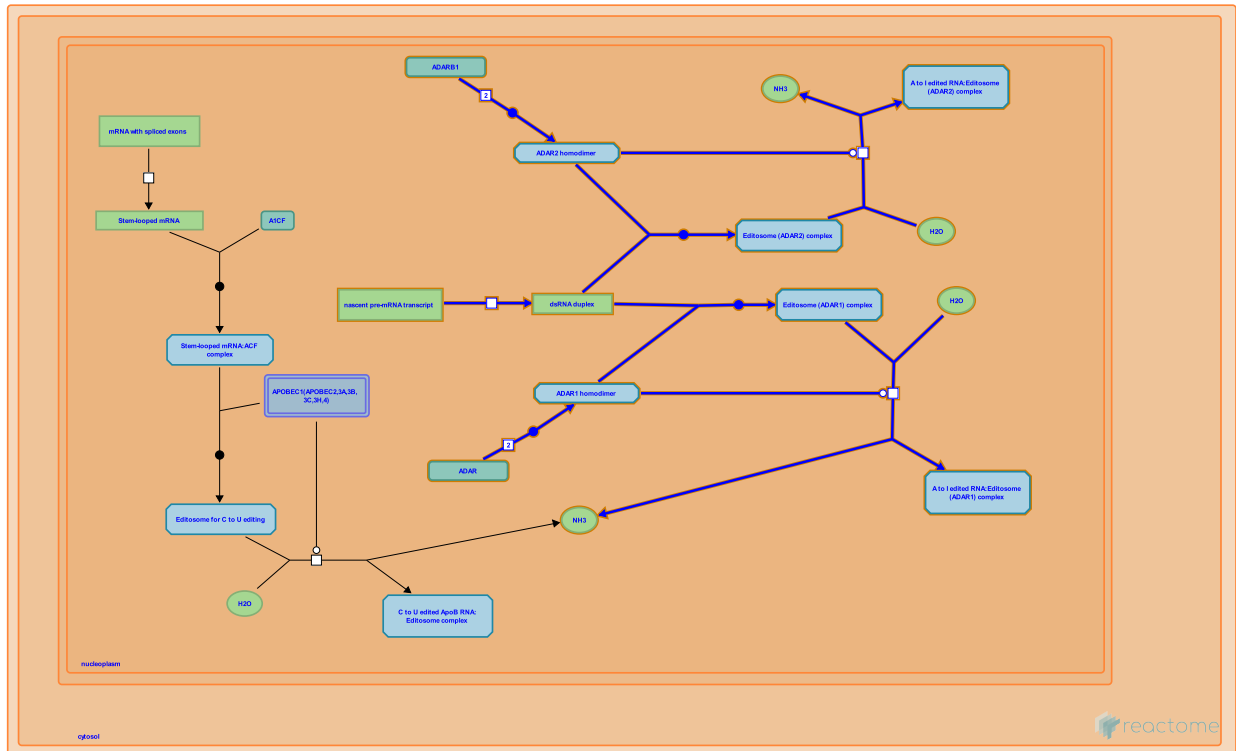 ADARB1
2
NH3
A to I edited RNA:Editosome
(ADAR2) complex
mRNA with spliced exons
ADAR2 homodimer
Stem-looped mRNA
A1CF
Editosome (ADAR2) complex
H2O
nascent pre-mRNA transcript
dsRNA duplex
Editosome (ADAR1) complex
H2O
Stem-looped mRNA:ACF
complex
APOBEC1(APOBEC2,3A,3B,
3C,3H,4)
ADAR1 homodimer
2
ADAR
A to I edited RNA:Editosome
(ADAR1) complex
Editosome for C to U editing
NH3
H2O
C to U edited ApoB RNA:
Editosome complex
nucleoplasm
cytosol
reactome